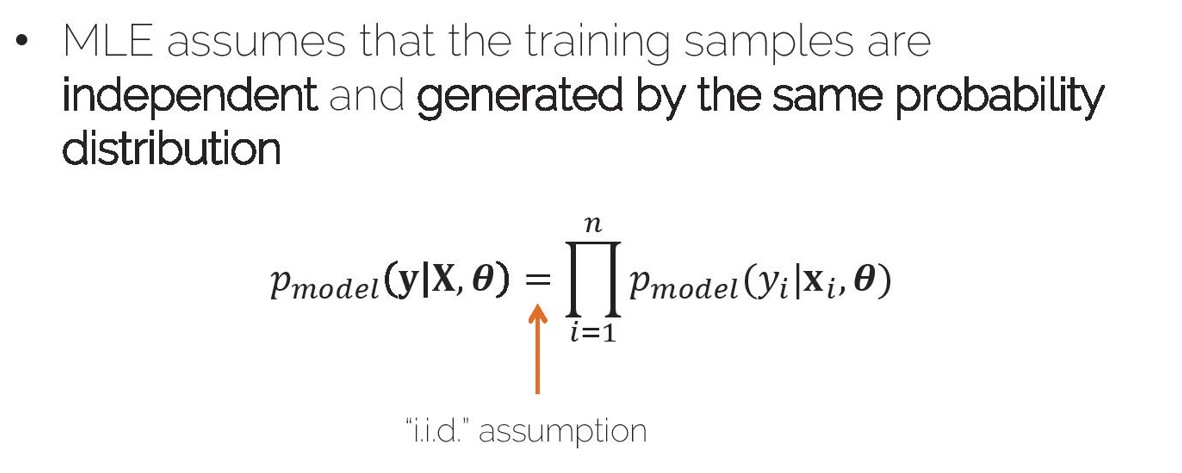 • MLE assumes that the training samples are
independent and generated by the same probability
distribution
n
p_model(y|X, θ) = ∏ p_model(y_i|x_i, θ)
i=1
"i.i.d." assumption